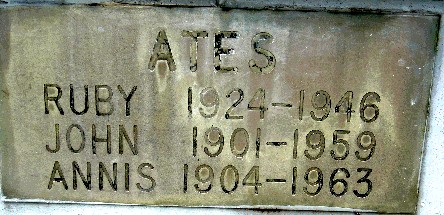 ATES
RUBY 1924-1946
JOHN 1901-1959
ANNIS 1904-1963